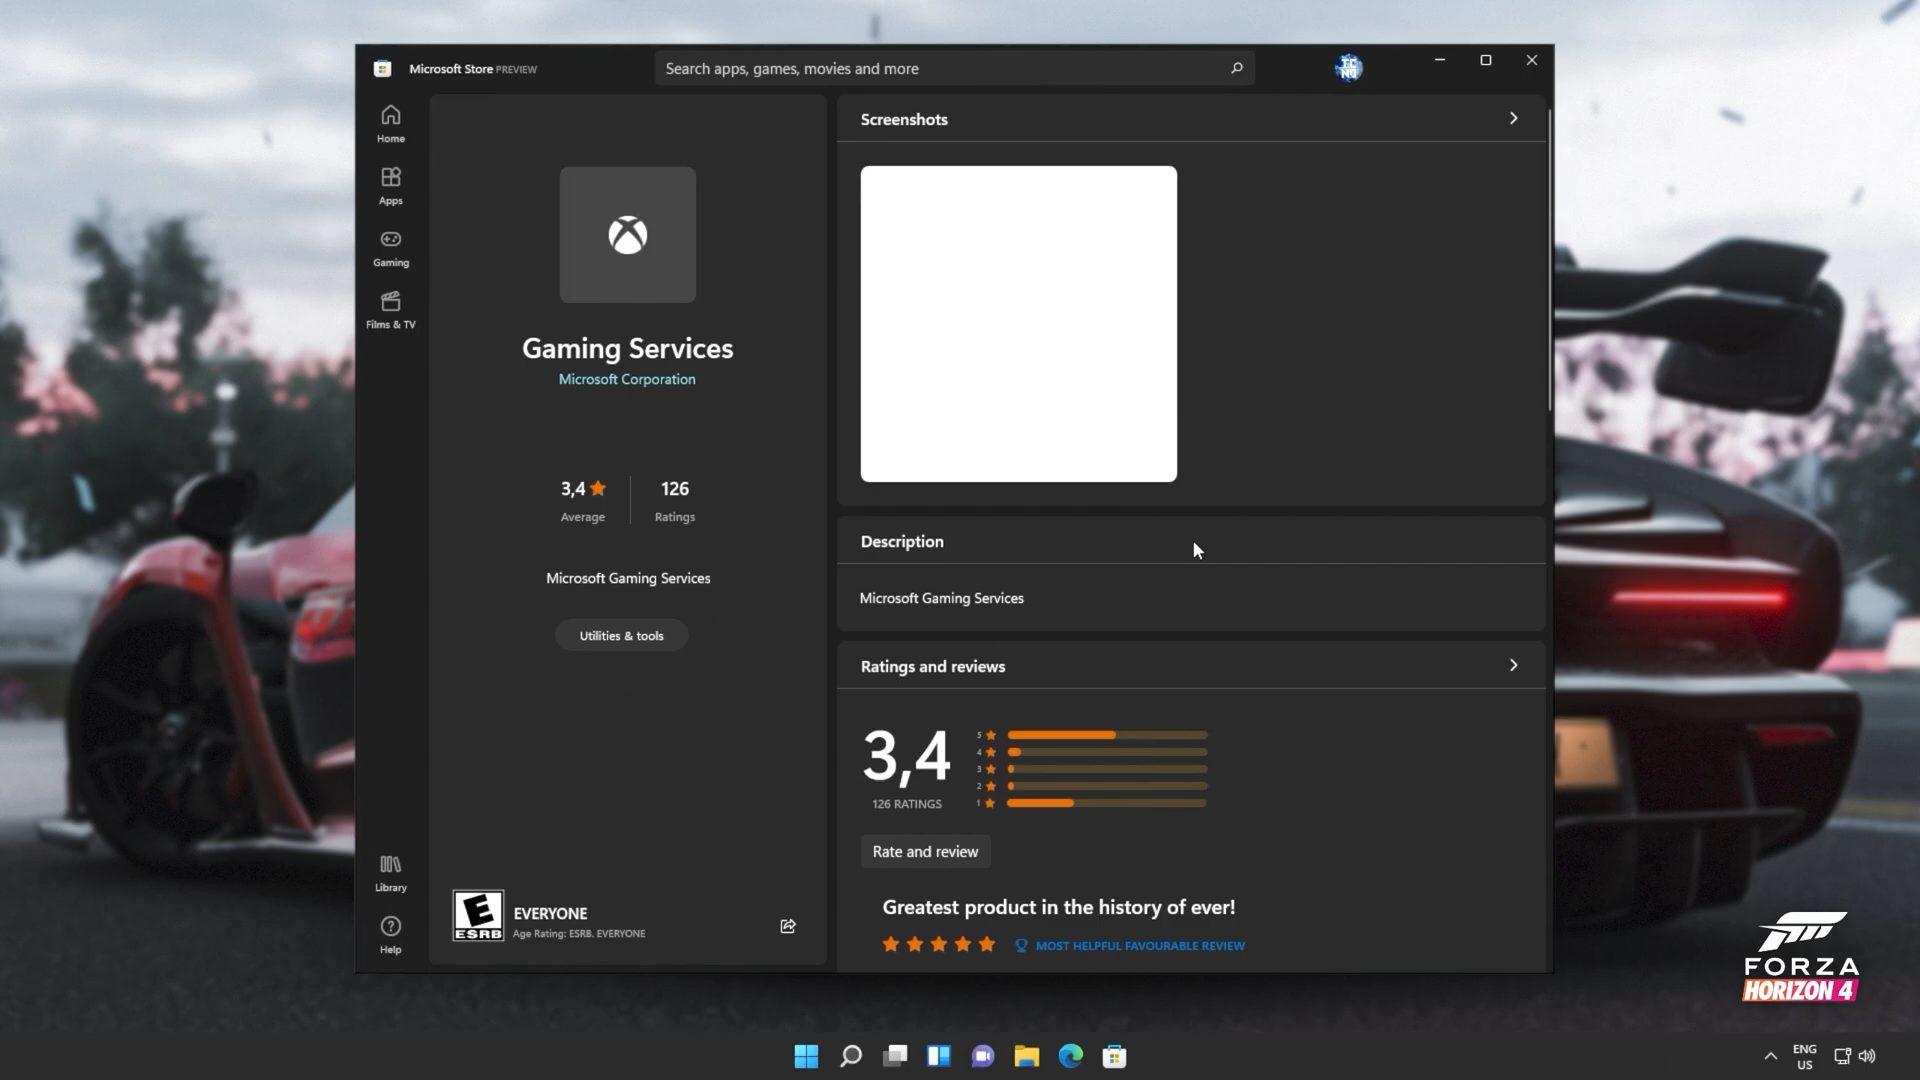 Microsoft Store PREVIEW
Search apps, games, movies and more
TC
NO
Home
Apps
Gaming
Films & TV
Library
Help
Gaming Services
Microsoft Corporation
3,4
126
Average
Ratings
Microsoft Gaming Services
Utilities & tools
E
ESRB
EVERYONE
Age Rating: ESRB. EVERYONE
Screenshots
Description
Microsoft Gaming Services
Ratings and reviews
3,4
126 RATINGS
5
4
3
2
1
Rate and review
Greatest product in the history of ever!
MOST HELPFUL FAVOURABLE REVIEW
FORZA
HORIZON 4
ENG
US